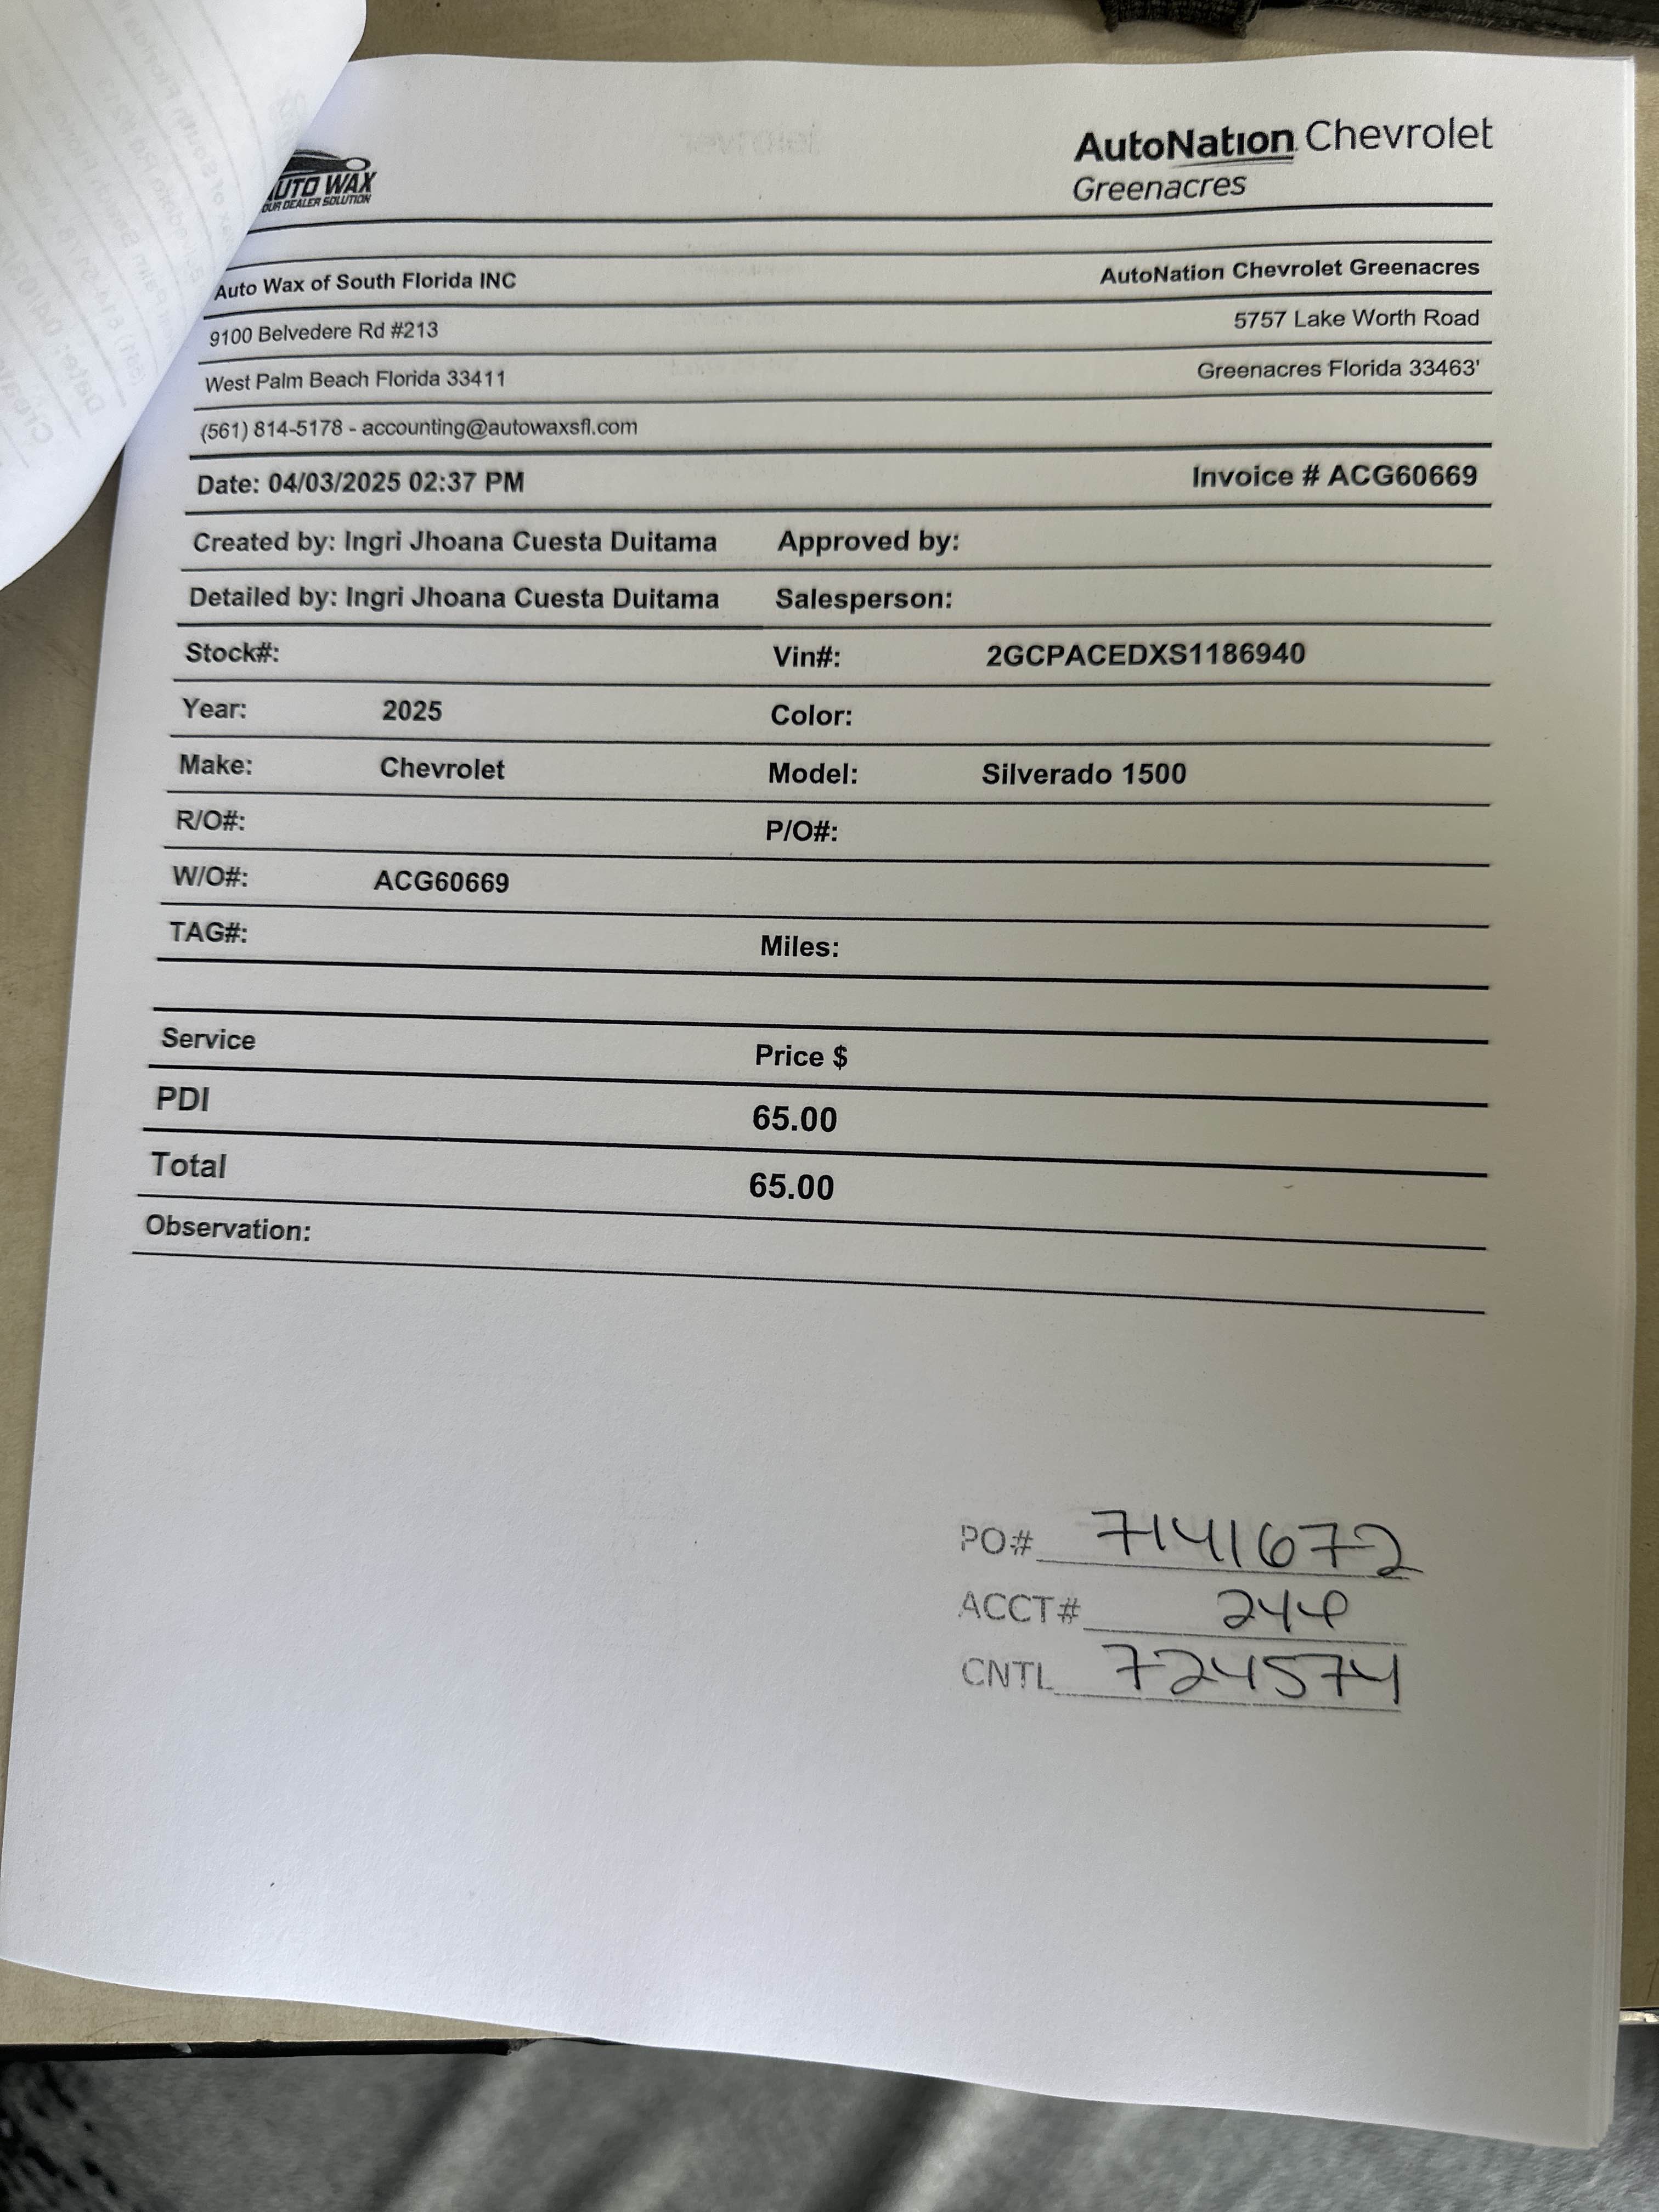 AUTO WAX
OUR DEALER SOLUTION
AutoNation Chevrolet
Greenacres
Auto Wax of South Florida INC
AutoNation Chevrolet Greenacres
9100 Belvedere Rd #213
5757 Lake Worth Road
West Palm Beach Florida 33411
Greenacres Florida 33463'
(561) 814-5178 - accounting@autowaxsfl.com
Date: 04/03/2025 02:37 PM
Invoice # ACG60669
Created by: Ingri Jhoana Cuesta Duitama
Approved by:
Detailed by: Ingri Jhoana Cuesta Duitama
Salesperson:
Stock#:
Vin#: 2GCPACEDXS1186940
Year: 2025
Color:
Make: Chevrolet
Model: Silverado 1500
R/O#:
P/O#:
W/O#: ACG60669
TAG#:
Miles:
Service Price $
PDI 65.00
Total 65.00
Observation:
PO# 7141672
ACCT#
CNTL 724574